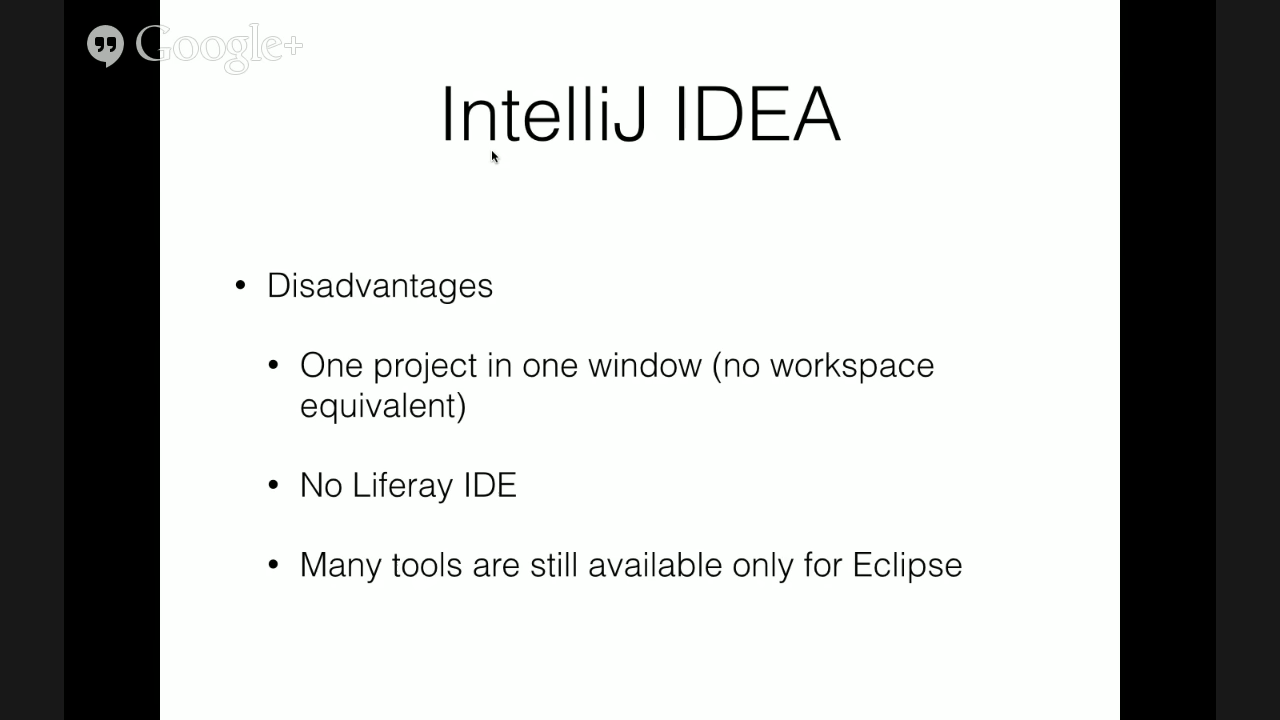 Google+
IntelliJ IDEA
• Disadvantages
• One project in one window (no workspace
equivalent)
• No Liferay IDE
• Many tools are still available only for Eclipse